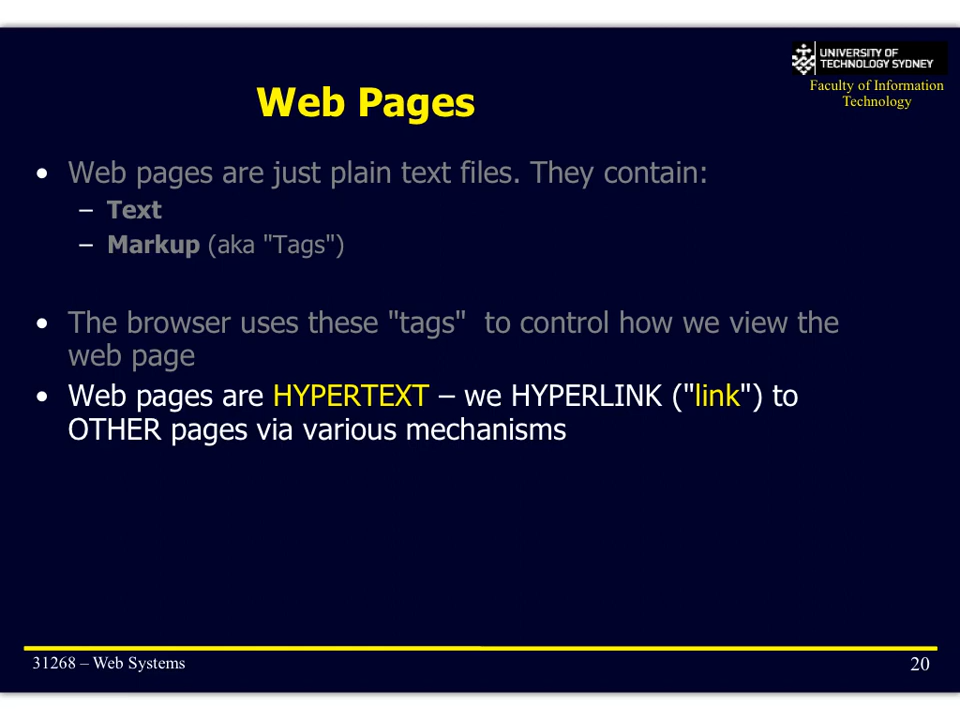 UNIVERSITY OF
TECHNOLOGY SYDNEY
Faculty of Information
Technology
Web Pages
• Web pages are just plain text files. They contain:
– Text
– Markup (aka "Tags")
• The browser uses these "tags"  to control how we view the
web page
• Web pages are HYPERTEXT – we HYPERLINK ("link") to
OTHER pages via various mechanisms
31268 – Web Systems
20